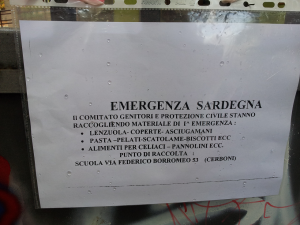 EMERGENZA SARDEGNA
Il COMITATO GENITORI E PROTEZIONE CIVILE STANNO
RACCOGLIENDO MATERIALE DI 1° EMERGENZA :
• LENZUOLA- COPERTE- ASCIUGAMANI
• PASTA -PELATI-SCATOLAME-BISCOTTI ECC
• ALIMENTI PER CELIACI – PANNOLINI ECC.
PUNTO DI RACCOLTA :
SCUOLA VIA FEDERICO BORROMEO 53 (CERBONI)